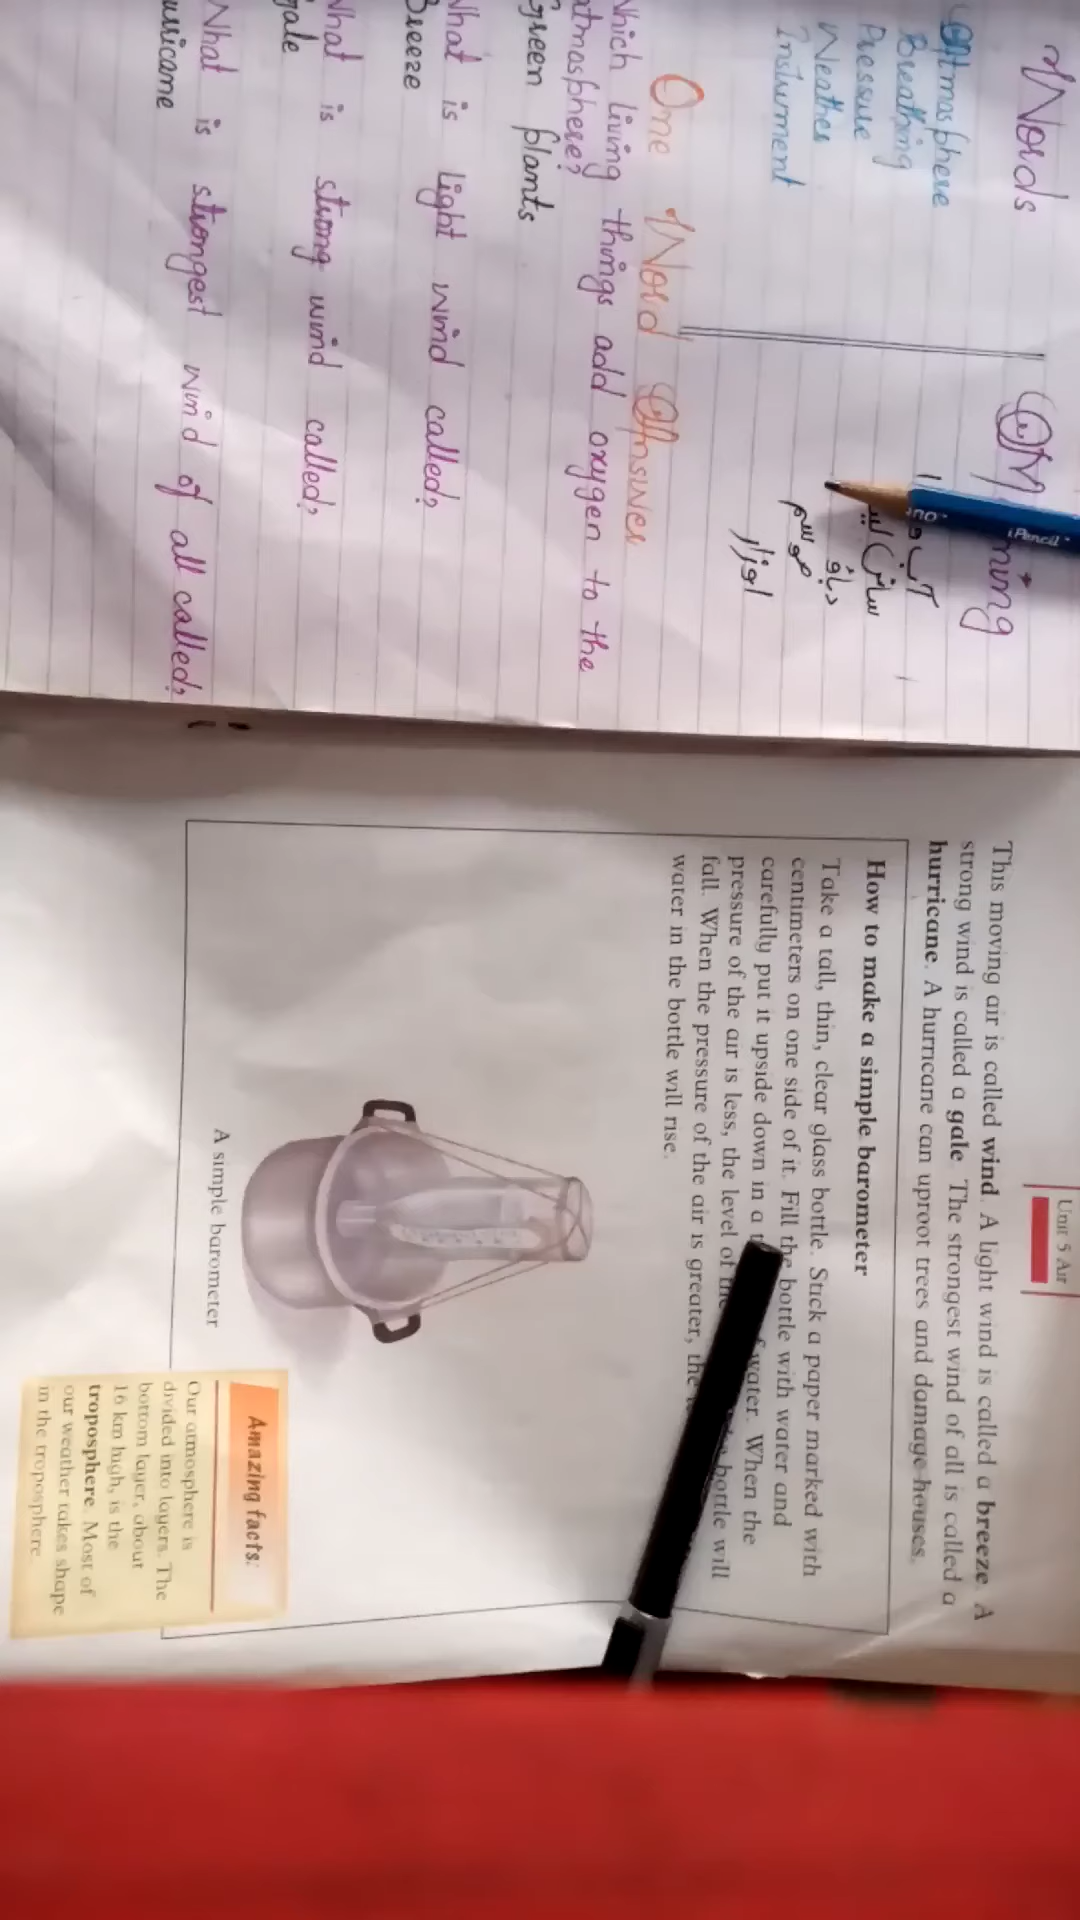 Words
Meaning
Atmosphere
آب و
Breathing
سانس
Pressure
دباؤ
Weather
موسم
Insturment
اوزار
iPencil
One Word Answer
Which living things add oxygen to the
atmosphere?
Green plants
What is light wind called?
Breeze
What is strong wind called?
gale
What is strongest wind of all called?
Unit 5 Air
This moving air is called wind. A light wind is called a breeze. A
strong wind is called a gale. The strongest wind of all is called a
hurricane. A hurricane can uproot trees and damage houses.
How to make a simple barometer
Take a tall, thin, clear glass bottle. Stick a paper marked with
centimeters on one side of it. Fill the bottle with water and
carefully put it upside down in a water. When the
pressure of the air is less, the level of bottle will
fall. When the pressure of the air is greater, the
water in the bottle will rise.
A simple barometer
Amazing facts:
Our atmosphere is
divided into layers. The
bottom layer, about
16 km high, is the
troposphere. Most of
our weather takes shape
in the troposphere